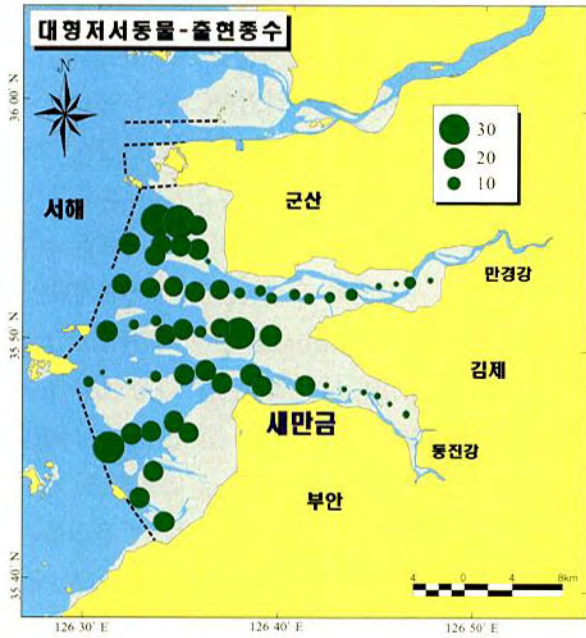 대형저서동물-출현종수
N
36 00' N
30
20
10
서해
군산
만경강
35 50' N
김제
새만금
동진강
부안
35 40' N
4 0 4 8km
126 30' E
126 40' E
126 50' E